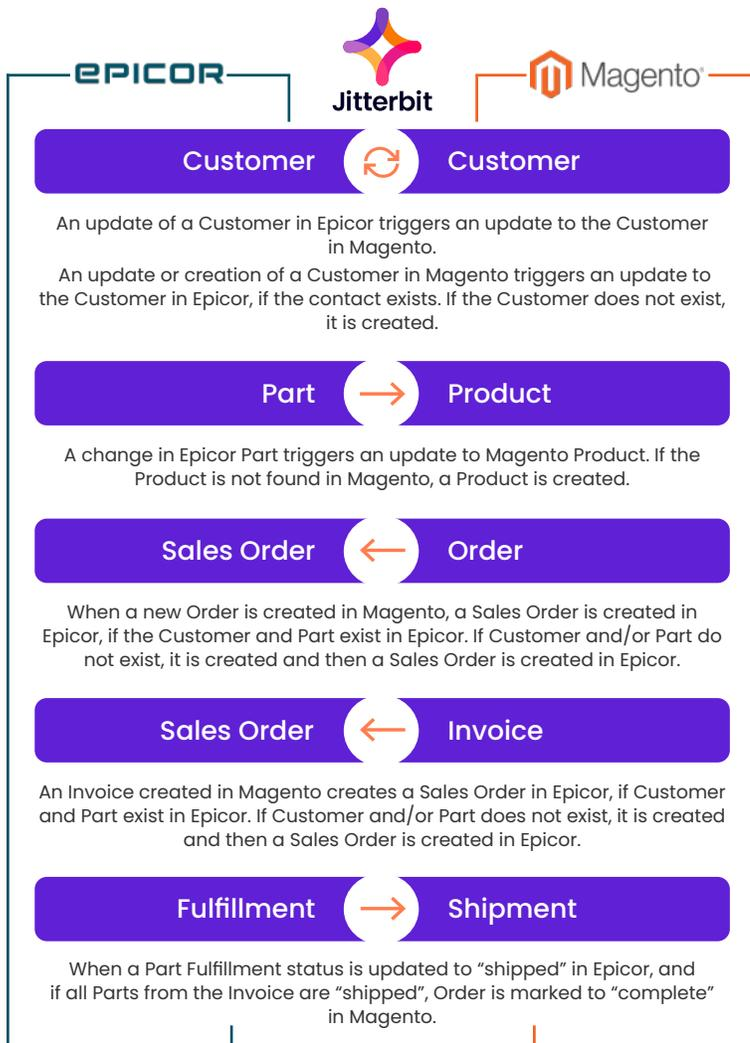 EPICOR
Jitterbit
Magento®
Customer Customer
An update of a Customer in Epicor triggers an update to the Customer
in Magento.
An update or creation of a Customer in Magento triggers an update to
the Customer in Epicor, if the contact exists. If the Customer does not exist,
it is created.
Part Product
A change in Epicor Part triggers an update to Magento Product. If the
Product is not found in Magento, a Product is created.
Sales Order Order
When a new Order is created in Magento, a Sales Order is created in
Epicor, if the Customer and Part exist in Epicor. If Customer and/or Part do
not exist, it is created and then a Sales Order is created in Epicor.
Sales Order Invoice
An Invoice created in Magento creates a Sales Order in Epicor, if Customer
and Part exist in Epicor. If Customer and/or Part does not exist, it is created
and then a Sales Order is created in Epicor.
Fulfillment Shipment
When a Part Fulfillment status is updated to “shipped” in Epicor, and
if all Parts from the Invoice are “shipped”, Order is marked to “complete”
in Magento.